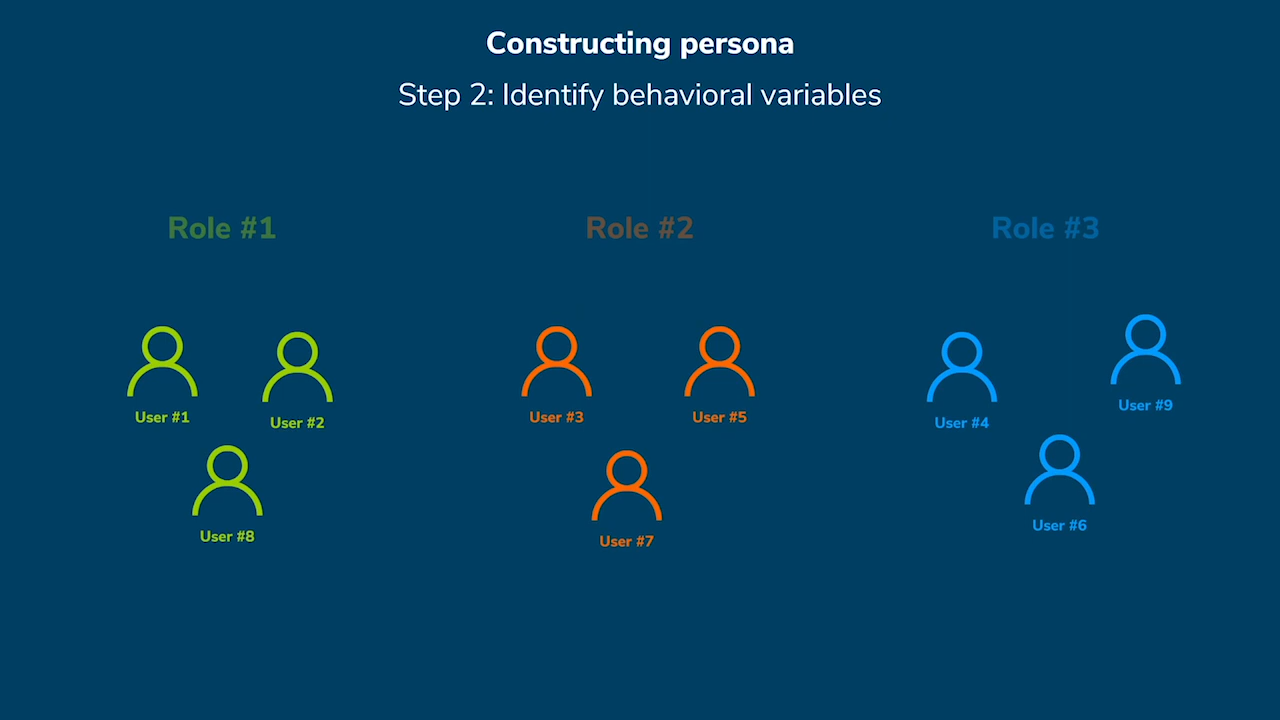 Constructing persona
Step 2: Identify behavioral variables
Role #1
Role #2
Role #3
User #1
User #2
User #8
User #3
User #5
User #7
User #4
User #9
User #6